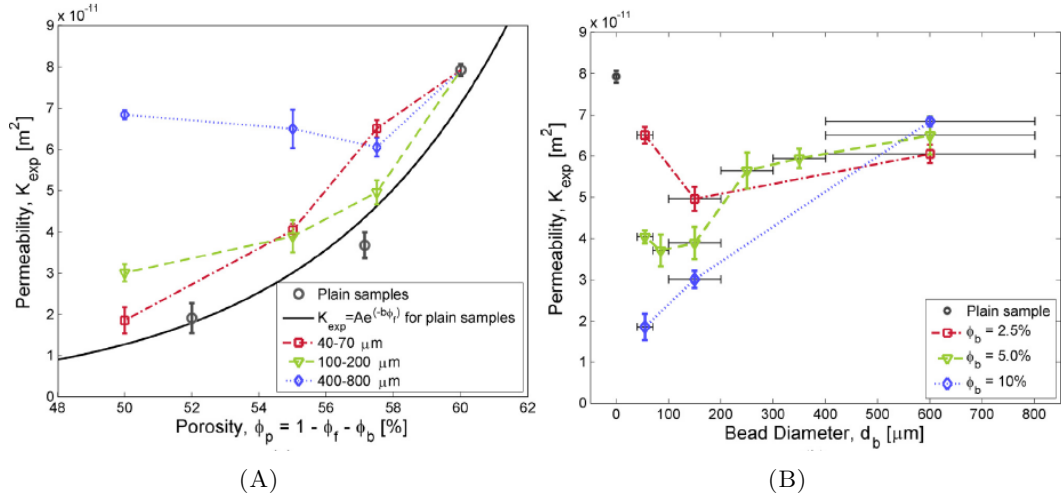 × 10⁻¹¹
9
8
7
6
5
4
3
2
1
0
48 50 52 54 56 58 60 62
Permeability, K_exp [m²]
Porosity, ϕ_p = 1 - ϕ_f - ϕ_b [%]
Plain samples
K_exp=Ae^(-bϕ_f) for plain samples
40-70 μm
100-200 μm
400-800 μm
(A)
× 10⁻¹¹
B.
9
8
7
6
5
4
3
2
1
0
0 100 200 300 400 500 600 700 800
Permeability, K_exp [m²]
Bead Diameter, d_b [μm]
Plain sample
ϕ_b = 2.5%
ϕ_b = 5.0%
ϕ_b = 10%
(B)